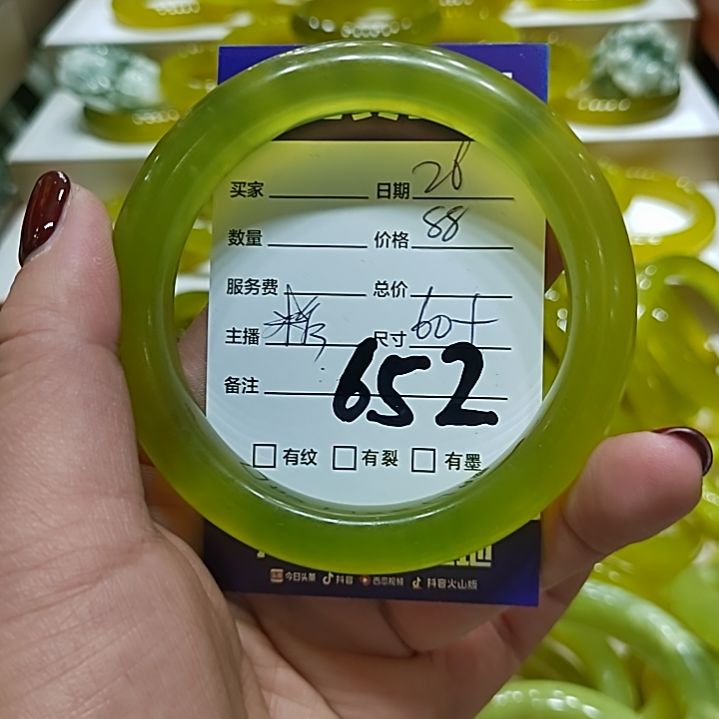 买家 日期 28
数量 价格 88
服务费 总价
主播 尺寸 60+
备注 652
有纹 有裂 有墨
今日头条 抖音 西瓜视频 抖音火山版